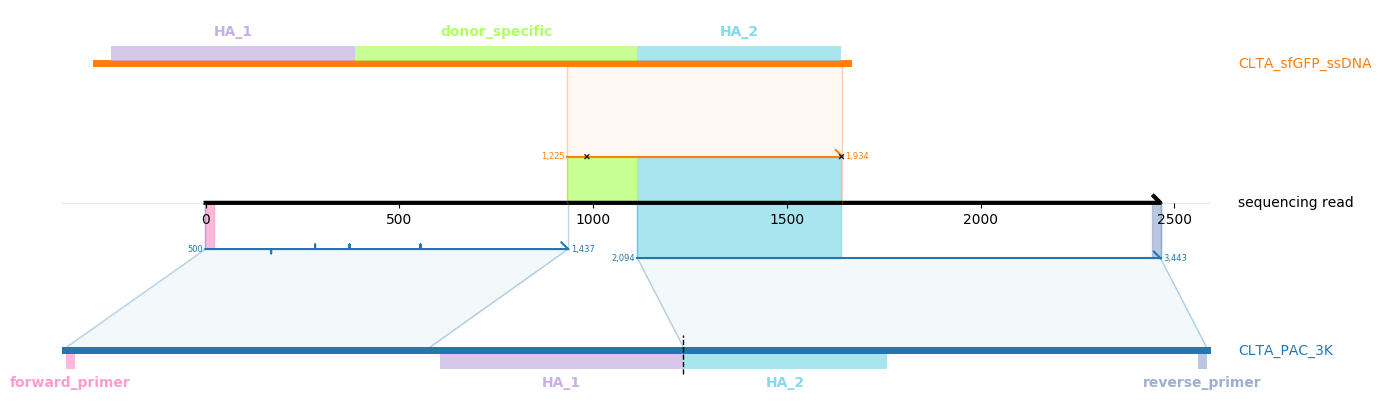 HA_1 donor_specific HA_2
CLTA_sfGFP_ssDNA
1,225 1,934
sequencing read
0 500 1000 1500 2000 2500
500 1,437
2,094 3,443
CLTA_PAC_3K
forward_primer HA_1 HA_2 reverse_primer